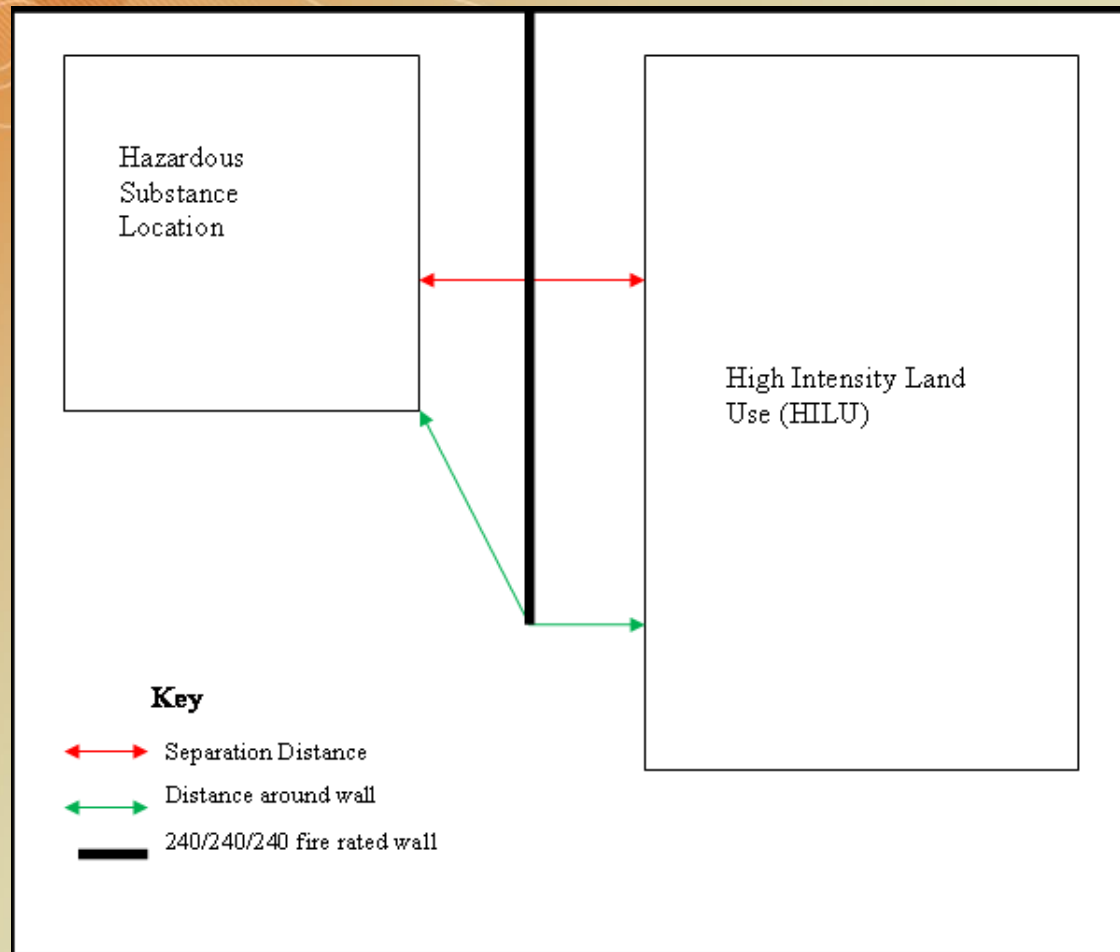 Hazardous
Substance
Location
High Intensity Land
Use (HILU)
Key
Separation Distance
Distance around wall
240/240/240 fire rated wall